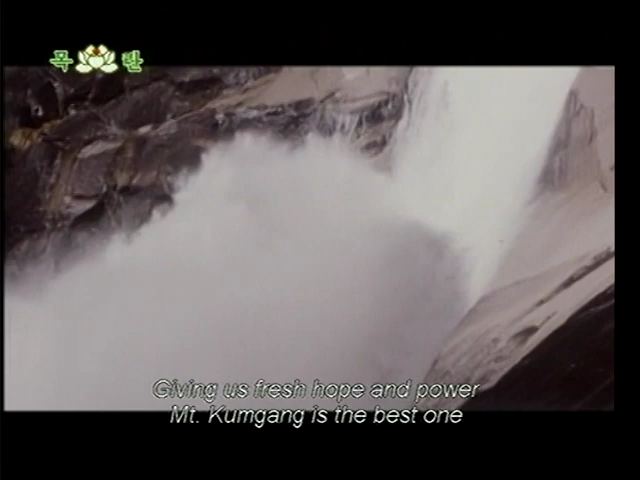 목란
Giving us fresh hope and power
Mt. Kumgang is the best one